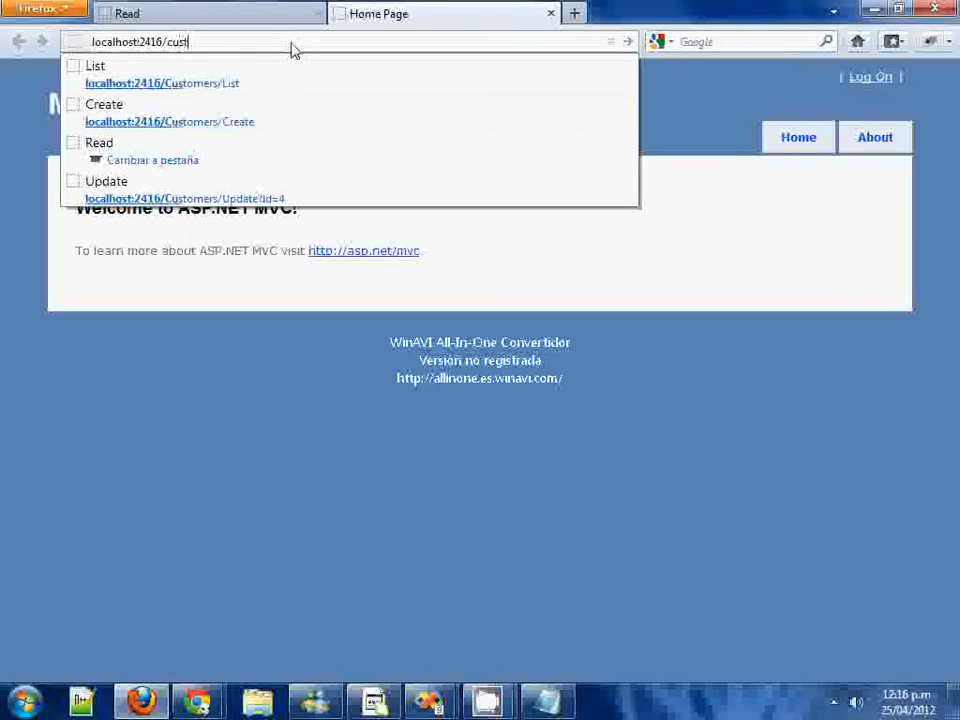 Firefox
Read
Home Page
localhost:2416/cust
Google
List
localhost:2416/Customers/List
Create
localhost:2416/Customers/Create
Read
Cambiar a pestaña
Update
localhost:2416/Customers/Update?id=4
| Log On |
M
Home
About
Welcome to ASP.NET MVC!
To learn more about ASP.NET MVC visit http://asp.net/mvc.
WinAVI All-In-One Convertidor
Versión no registrada
http://allinone.es.winavi.com/
12:16 p.m.
25/04/2012